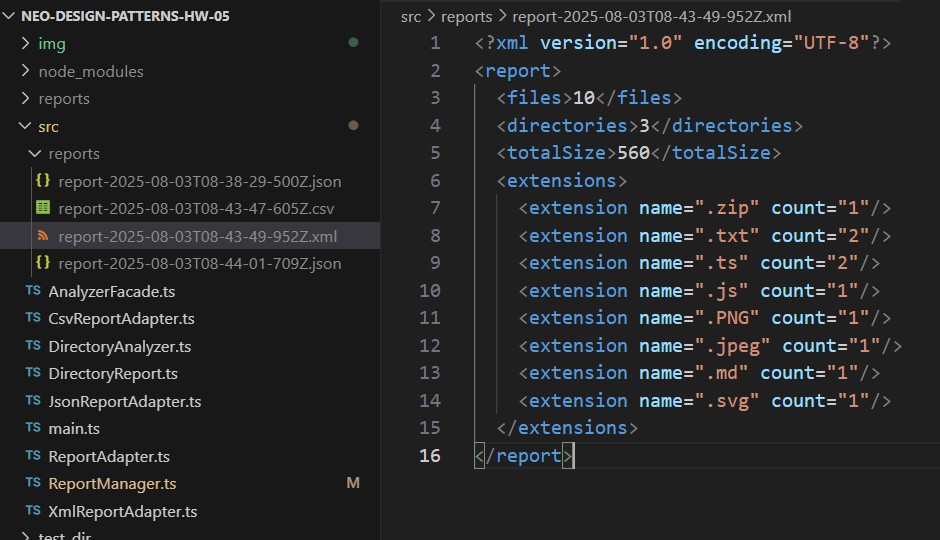 NEO-DESIGN-PATTERNS-HW-05
img
node_modules
reports
src
reports
{} report-2025-08-03T08-38-29-500Z.json
report-2025-08-03T08-43-47-605Z.csv
report-2025-08-03T08-43-49-952Z.xml
{} report-2025-08-03T08-44-01-709Z.json
TS AnalyzerFacade.ts
TS CsvReportAdapter.ts
TS DirectoryAnalyzer.ts
TS DirectoryReport.ts
TS JsonReportAdapter.ts
TS main.ts
TS ReportAdapter.ts
TS ReportManager.ts M
TS XmlReportAdapter.ts
test_dir
src > reports > report-2025-08-03T08-43-49-952Z.xml
1 <?xml version="1.0" encoding="UTF-8"?>
2 <report>
3 <files>10</files>
4 <directories>3</directories>
5 <totalSize>560</totalSize>
6 <extensions>
7 <extension name=".zip" count="1"/>
8 <extension name=".txt" count="2"/>
9 <extension name=".ts" count="2"/>
10 <extension name=".js" count="1"/>
11 <extension name=".PNG" count="1"/>
12 <extension name=".jpeg" count="1"/>
13 <extension name=".md" count="1"/>
14 <extension name=".svg" count="1"/>
15 </extensions>
16 </report>